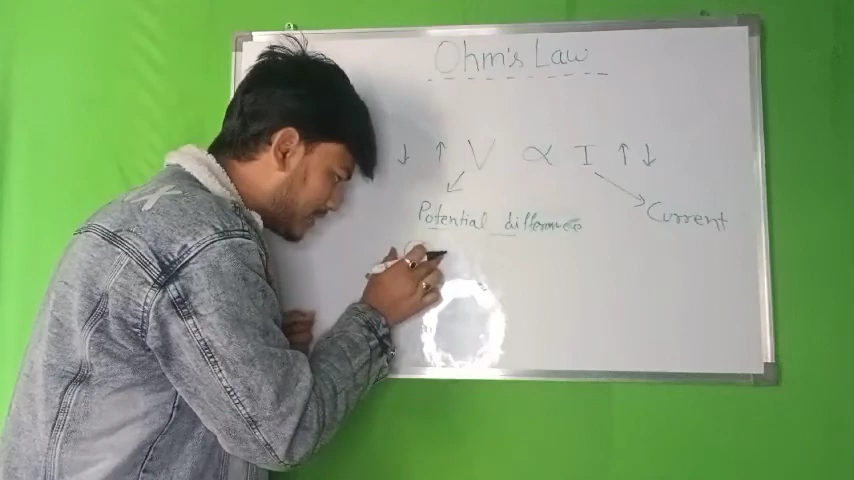 Ohm's Law
↓ ↑ V ∝ I ↑ ↓
Potential difference
Current